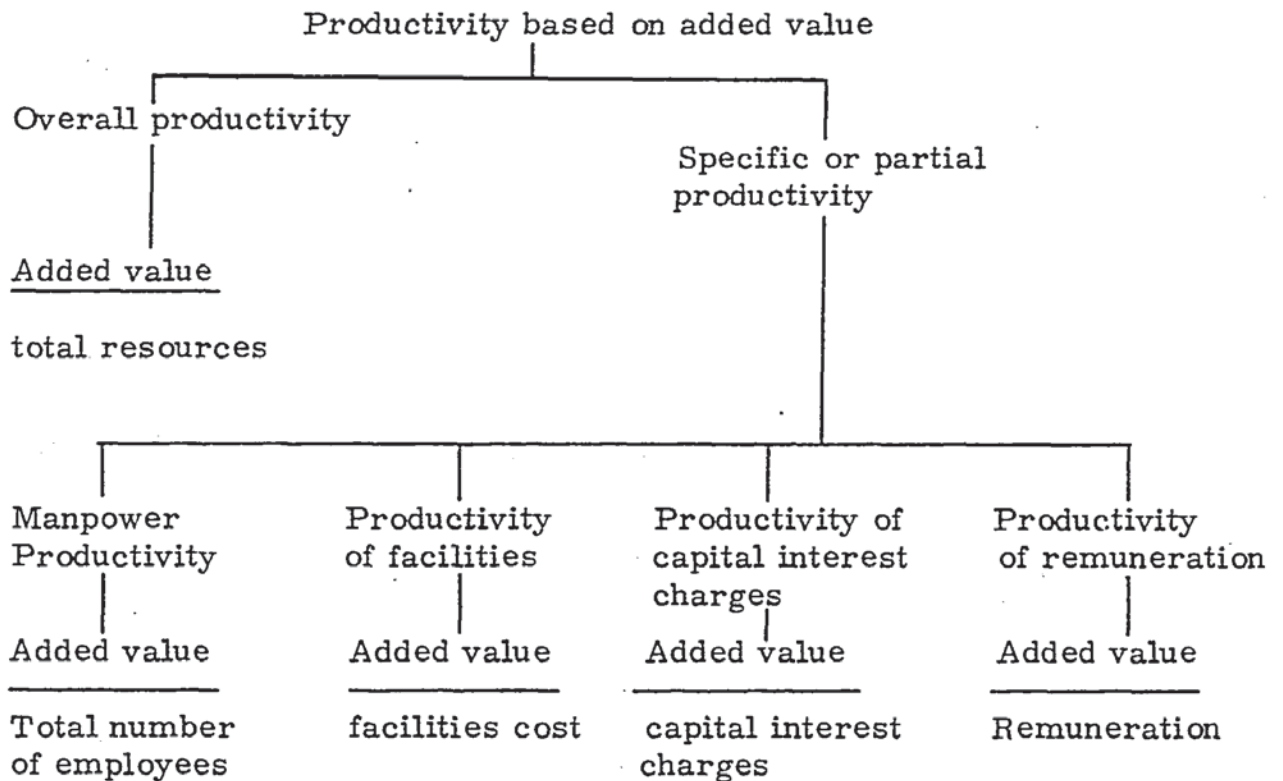 Productivity based on added value
Overall productivity
Specific or partial
productivity
Added value
total resources
Manpower
Productivity
Added value
Total number
of employees
Productivity
of facilities
Added value
facilities cost
Productivity of
capital interest
charges
Added value
capital interest
charges
Productivity
of remuneration
Added value
Remuneration